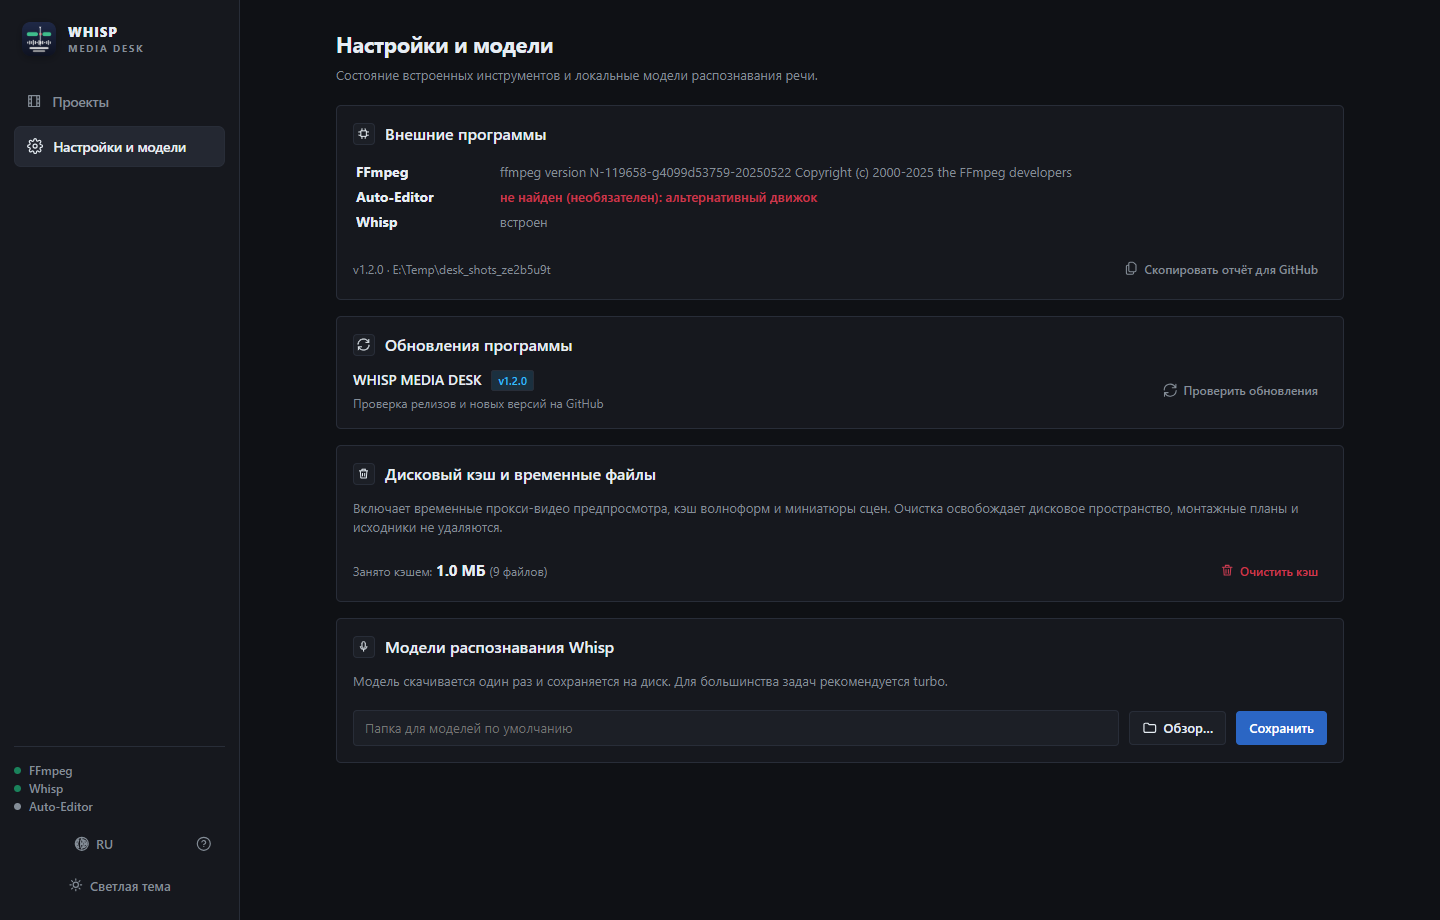 WHISP
MEDIA DESK
Проекты
Настройки и модели
FFmpeg
Whisp
Auto-Editor
RU
Светлая тема
Настройки и модели
Состояние встроенных инструментов и локальные модели распознавания речи.
Внешние программы
FFmpeg ffmpeg version N-119658-g4099d53759-20250522 Copyright (c) 2000-2025 the FFmpeg developers
Auto-Editor не найден (необязателен): альтернативный движок
Whisp встроен
v1.2.0 · E:\Temp\desk_shots_ze2b5u9t Скопировать отчёт для GitHub
Обновления программы
WHISP MEDIA DESK v1.2.0
Проверка релизов и новых версий на GitHub
Проверить обновления
Дисковый кэш и временные файлы
Включает временные прокси-видео предпросмотра, кэш волноформ и миниатюры сцен. Очистка освобождает дисковое пространство, монтажные планы и
исходники не удаляются.
Занято кэшем: 1.0 МБ (9 файлов) Очистить кэш
Модели распознавания Whisp
Модель скачивается один раз и сохраняется на диск. Для большинства задач рекомендуется turbo.
Папка для моделей по умолчанию Обзор... Сохранить